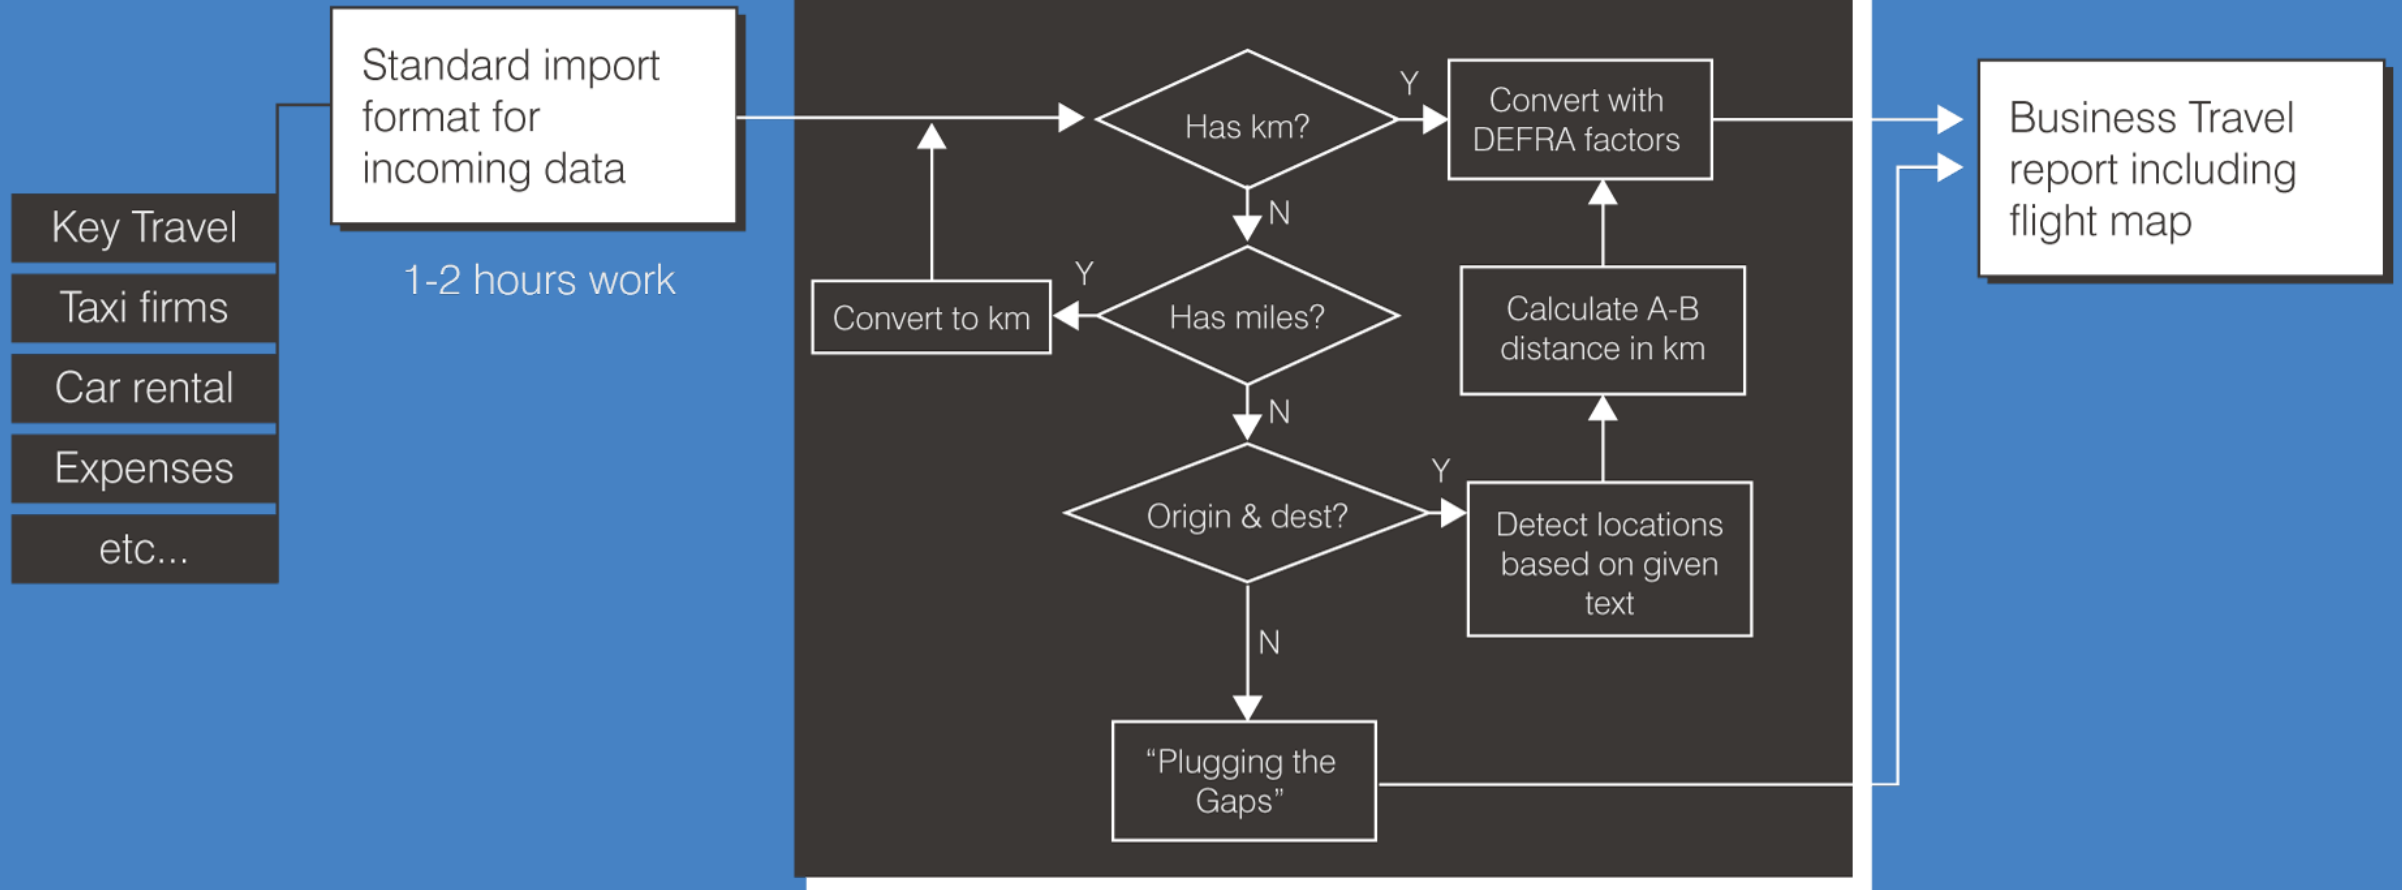 Standard import
format for
incoming data
Key Travel
Taxi firms
Car rental
Expenses
etc...
1-2 hours work
Has km?
Y
N
Convert with
DEFRA factors
Has miles?
Y
N
Convert to km
Calculate A-B
distance in km
Origin & dest?
Y
N
Detect locations
based on given
text
“Plugging the
Gaps”
Business Travel
report including
flight map